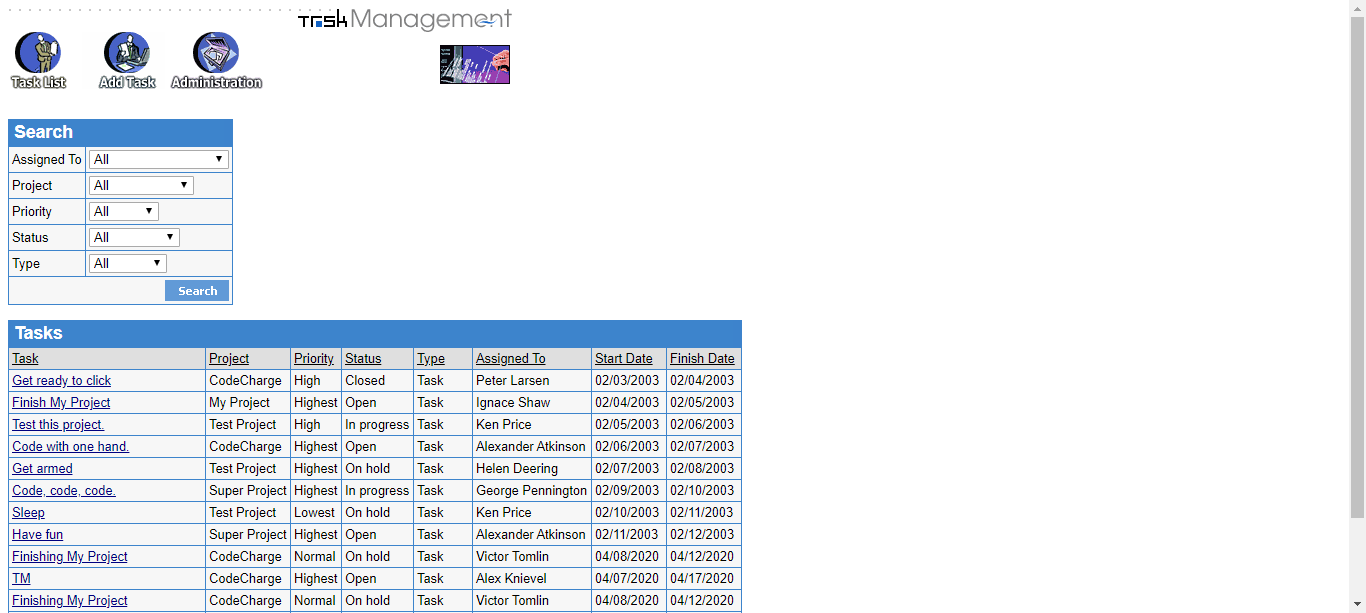 Task Management
Task List Add Task Administration
Search
Assigned To All
Project All
Priority All
Status All
Type All
Search
Tasks
Task Project Priority Status Type Assigned To Start Date Finish Date
Get ready to click CodeCharge High Closed Task Peter Larsen 02/03/2003 02/04/2003
Finish My Project My Project Highest Open Task Ignace Shaw 02/04/2003 02/05/2003
Test this project. Test Project High In progress Task Ken Price 02/05/2003 02/06/2003
Code with one hand. CodeCharge Highest Open Task Alexander Atkinson 02/06/2003 02/07/2003
Get armed Test Project Highest On hold Task Helen Deering 02/07/2003 02/08/2003
Code, code, code. Super Project Highest In progress Task George Pennington 02/09/2003 02/10/2003
Sleep Test Project Lowest On hold Task Ken Price 02/10/2003 02/11/2003
Have fun Super Project Highest Open Task Alexander Atkinson 02/11/2003 02/12/2003
Finishing My Project CodeCharge Normal On hold Task Victor Tomlin 04/08/2020 04/12/2020
TM CodeCharge Highest Open Task Alex Knievel 04/07/2020 04/17/2020
Finishing My Project CodeCharge Normal On hold Task Victor Tomlin 04/08/2020 04/12/2020